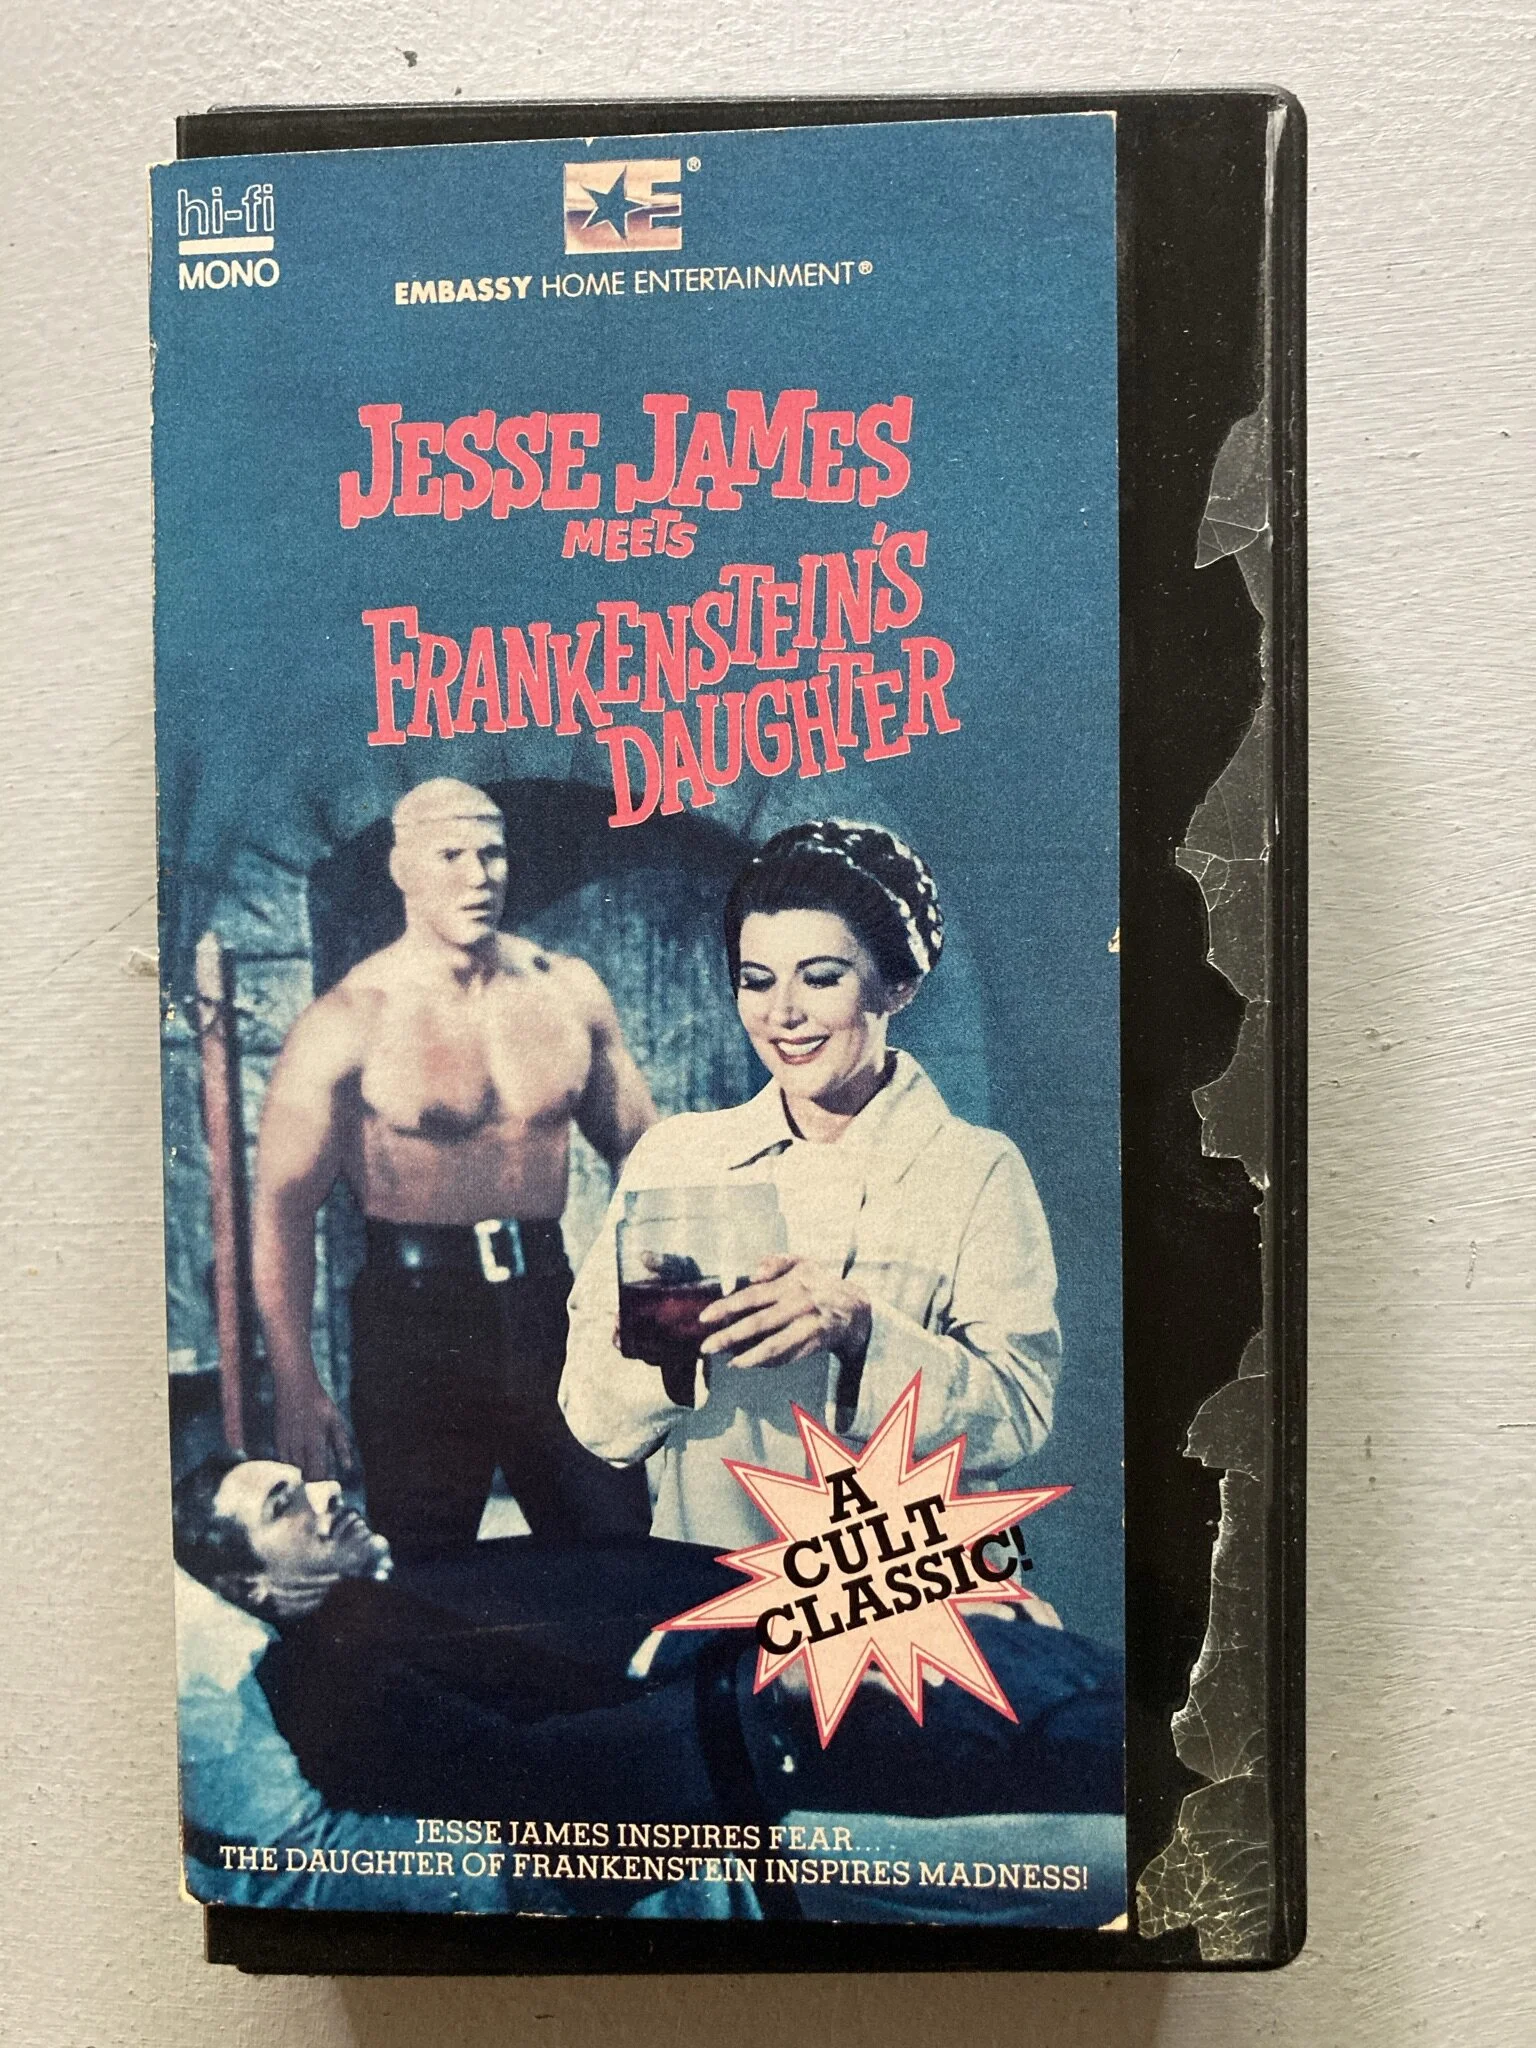 hi-fi
MONO
E®
EMBASSY HOME ENTERTAINMENT®
JESSE JAMES
MEETS
FRANKENSTEIN'S
DAUGHTER
A
CULT
CLASSIC!
JESSE JAMES INSPIRES FEAR....
THE DAUGHTER OF FRANKENSTEIN INSPIRES MADNESS!